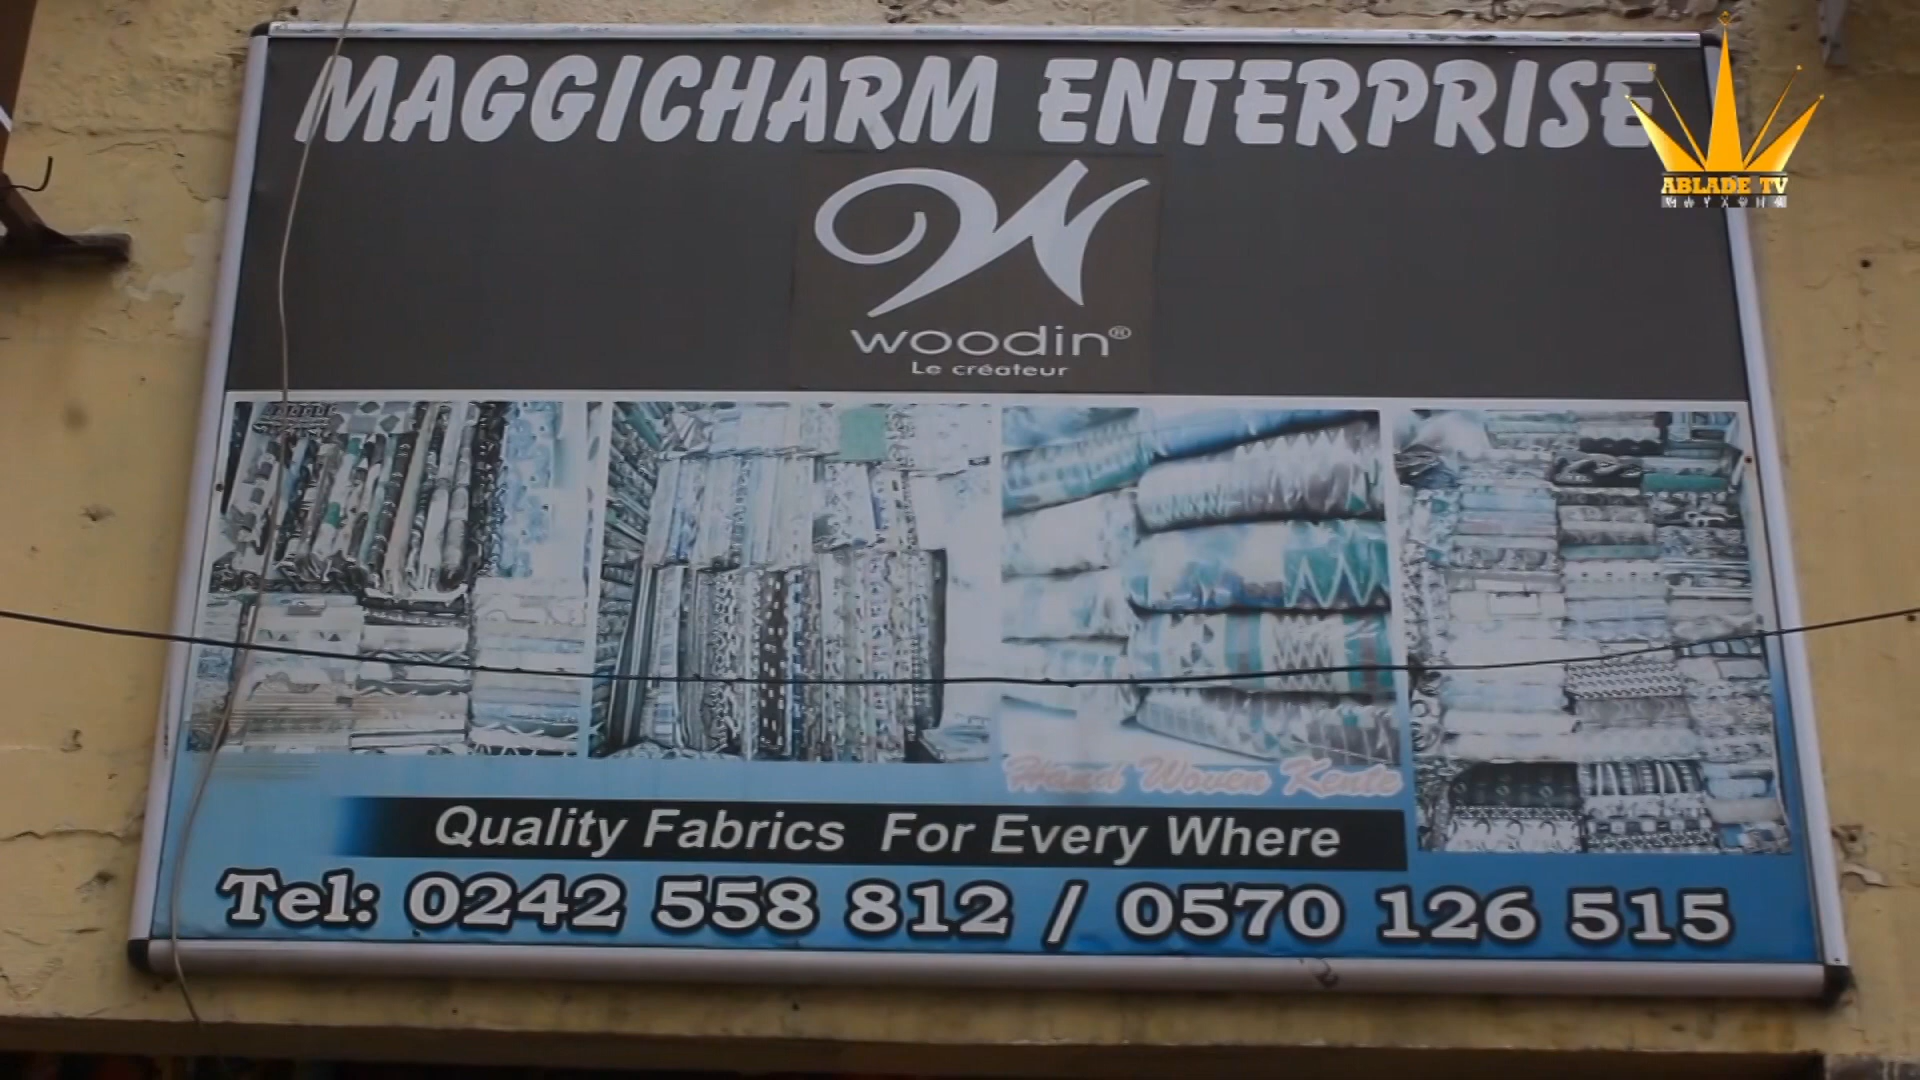 MAGGICHARM ENTERPRISE
ABLADE TV
woodin®
Le créateur
Hand Woven Kente
Quality Fabrics For Every Where
Tel: 0242 558 812 / 0570 126 515